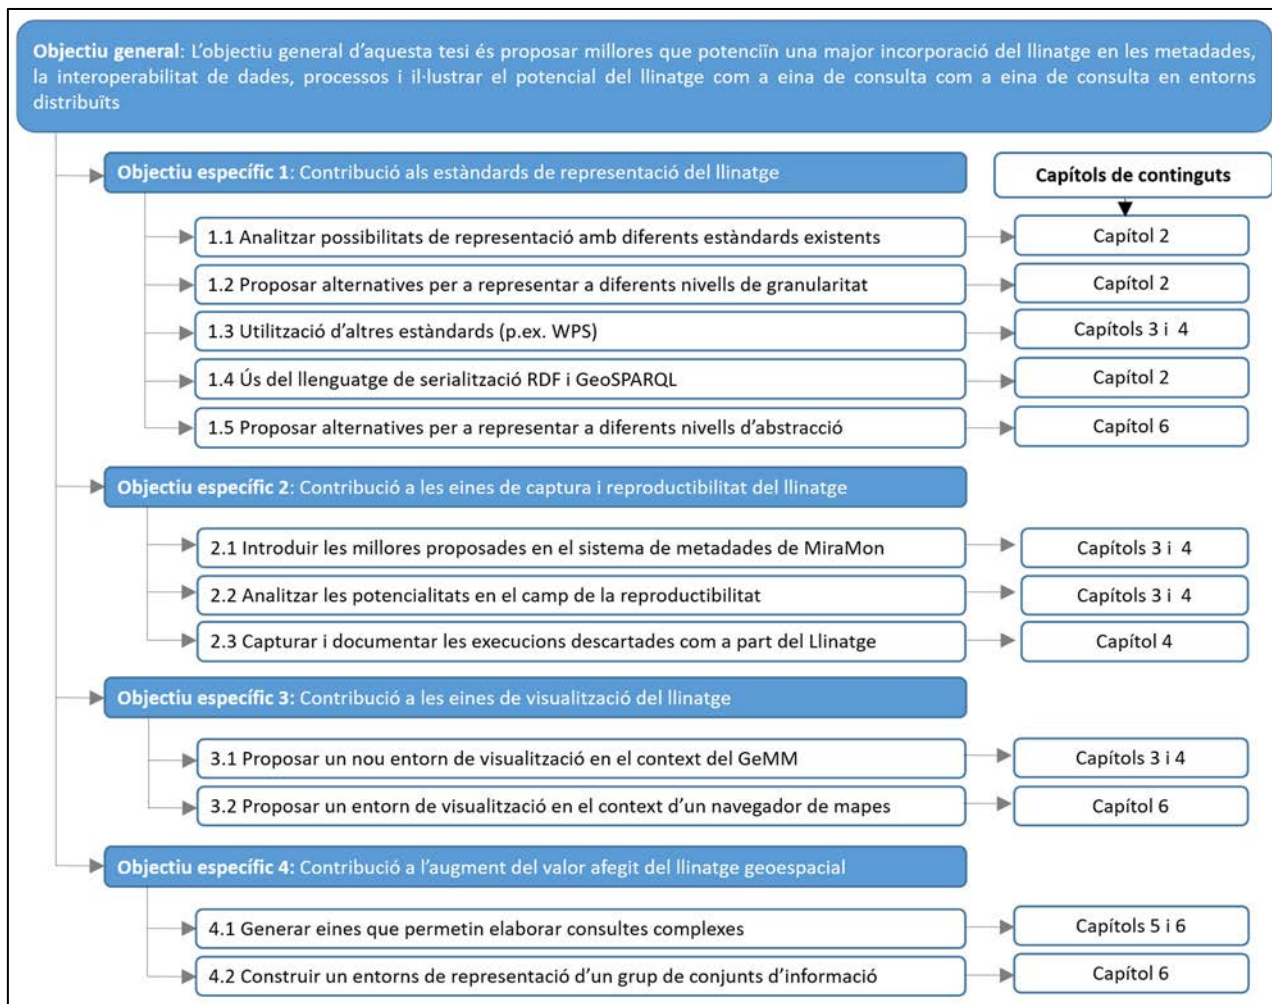 Objectiu general: L'objectiu general d'aquesta tesi és proposar millores que potenciïn una major incorporació del llinatge en les metadades,
la interoperabilitat de dades, processos i il·lustrar el potencial del llinatge com a eina de consulta com a eina de consulta en entorns
distribuïts
Objectiu específic 1: Contribució als estàndards de representació del llinatge
Capítols de continguts
1.1 Analitzar possibilitats de representació amb diferents estàndards existents
Capítol 2
1.2 Proposar alternatives per a representar a diferents nivells de granularitat
Capítol 2
1.3 Utilització d'altres estàndards (p.ex. WPS)
Capítols 3 i 4
1.4 Ús del llenguatge de serialització RDF i GeoSPARQL
Capítol 2
1.5 Proposar alternatives per a representar a diferents nivells d'abstracció
Capítol 6
Objectiu específic 2: Contribució a les eines de captura i reproductibilitat del llinatge
2.1 Introduir les millores proposades en el sistema de metadades de MiraMon
Capítols 3 i 4
2.2 Analitzar les potencialitats en el camp de la reproductibilitat
Capítols 3 i 4
2.3 Capturar i documentar les execucions descartades com a part del Llinatge
Capítol 4
Objectiu específic 3: Contribució a les eines de visualització del llinatge
3.1 Proposar un nou entorn de visualització en el context del GeMM
Capítols 3 i 4
3.2 Proposar un entorn de visualització en el context d'un navegador de mapes
Capítol 6
Objectiu específic 4: Contribució a l'augment del valor afegit del llinatge geoespacial
4.1 Generar eines que permetin elaborar consultes complexes
Capítols 5 i 6
4.2 Construir un entorns de representació d'un grup de conjunts d'informació
Capítol 6